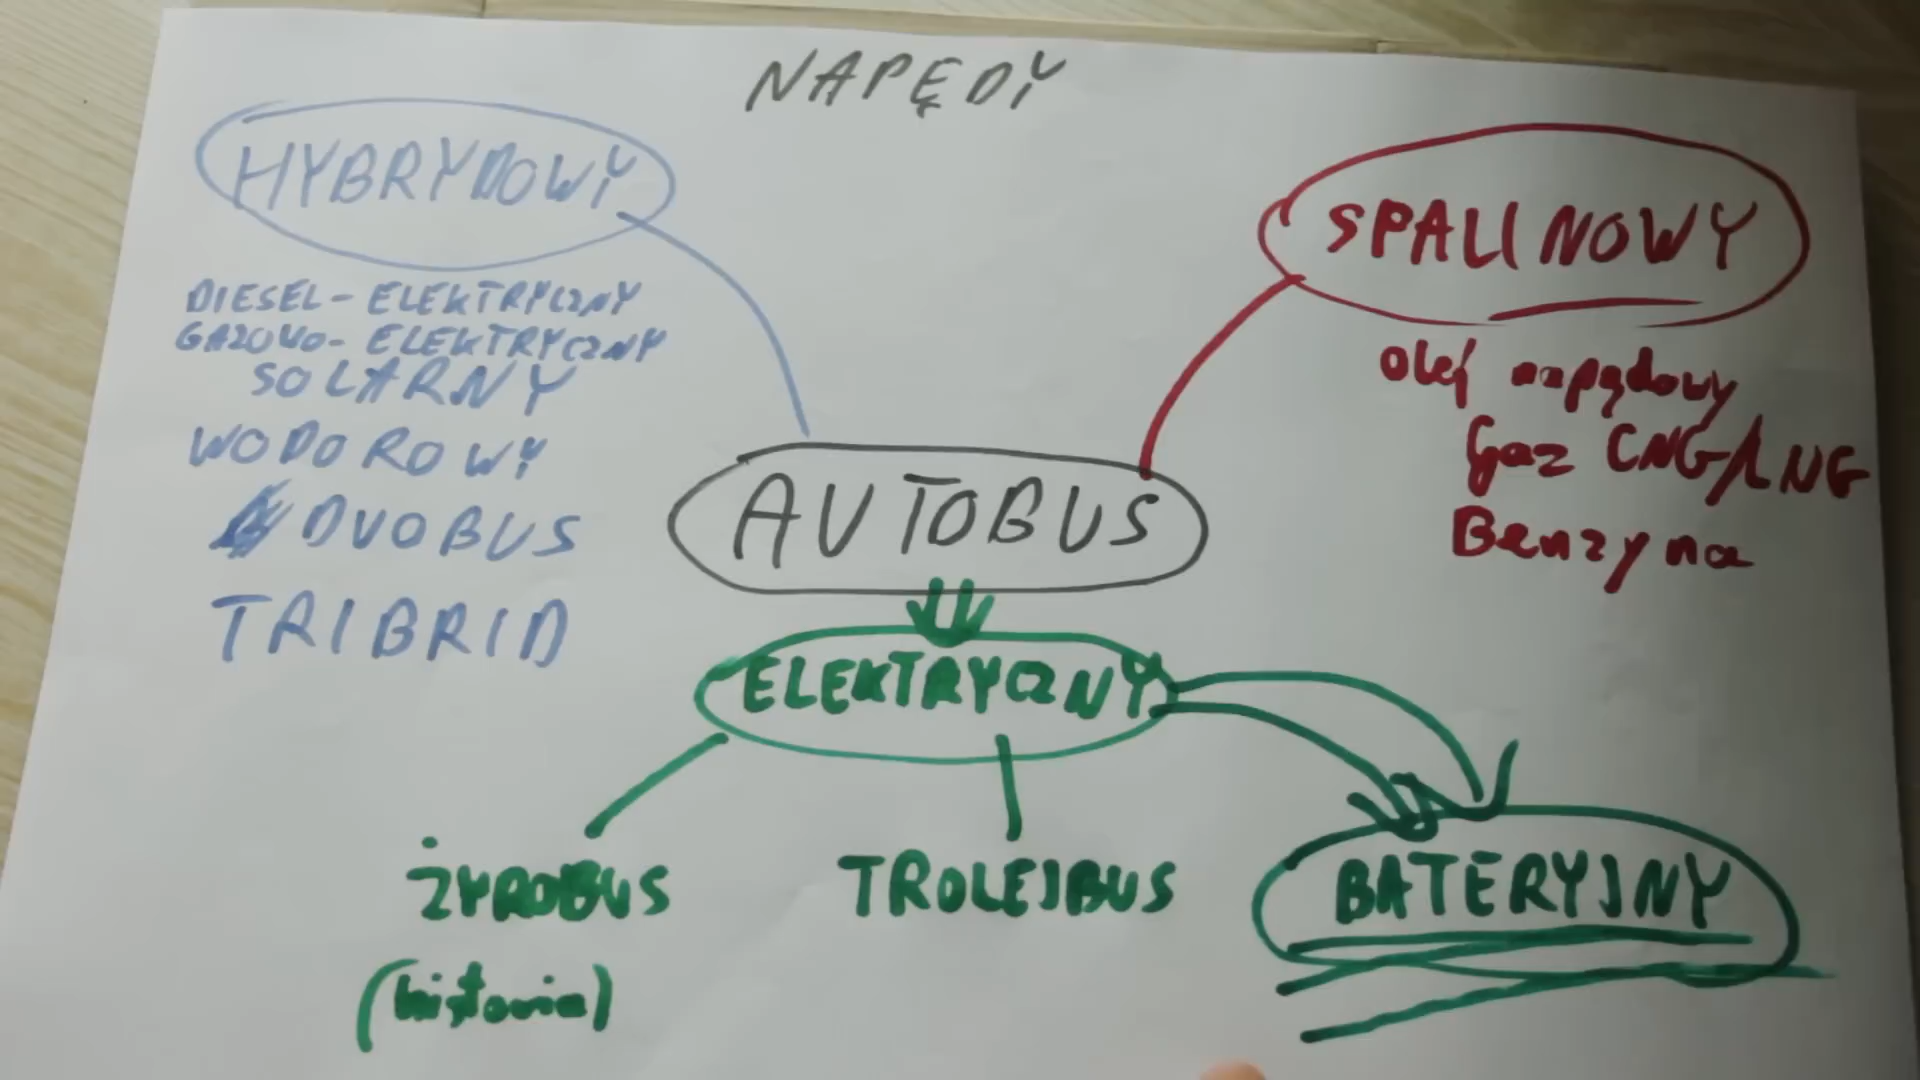 NAPĘDY
HYBRYDOWY
DIESEL - ELEKTRYCZNY
GAZOWO - ELEKTRYCZNY
SOLARNY
WODOROWY
DUOBUS
TRIBRID
SPALINOWY
Olej napędowy
Gaz CNG/LNG
Benzyna
AUTOBUS
ELEKTRYCZNY
ŻYROBUS
(historia)
TROLEJBUS
BATERYJNY